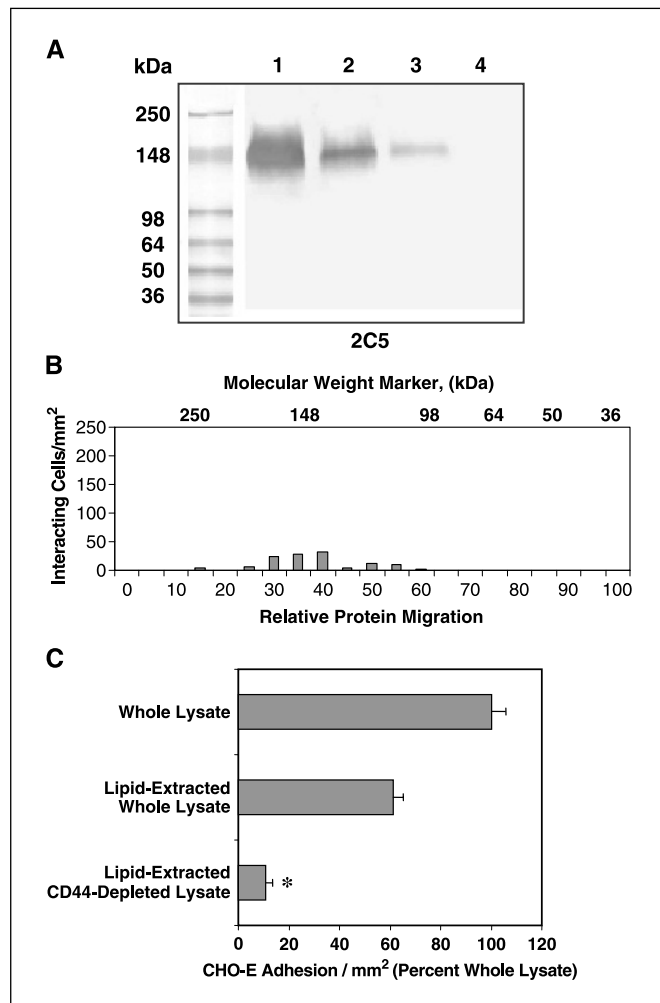 A
kDa 1 2 3 4
250
148
98
64
50
36
2C5
B
Molecular Weight Marker, (kDa)
250 148 98 64 50 36
Interacting Cells/mm²
250
200
150
100
50
0
0 10 20 30 40 50 60 70 80 90 100
Relative Protein Migration
C
Whole Lysate
Lipid-Extracted
Whole Lysate
Lipid-Extracted
CD44-Depleted Lysate
*
0 20 40 60 80 100 120
CHO-E Adhesion / mm² (Percent Whole Lysate)